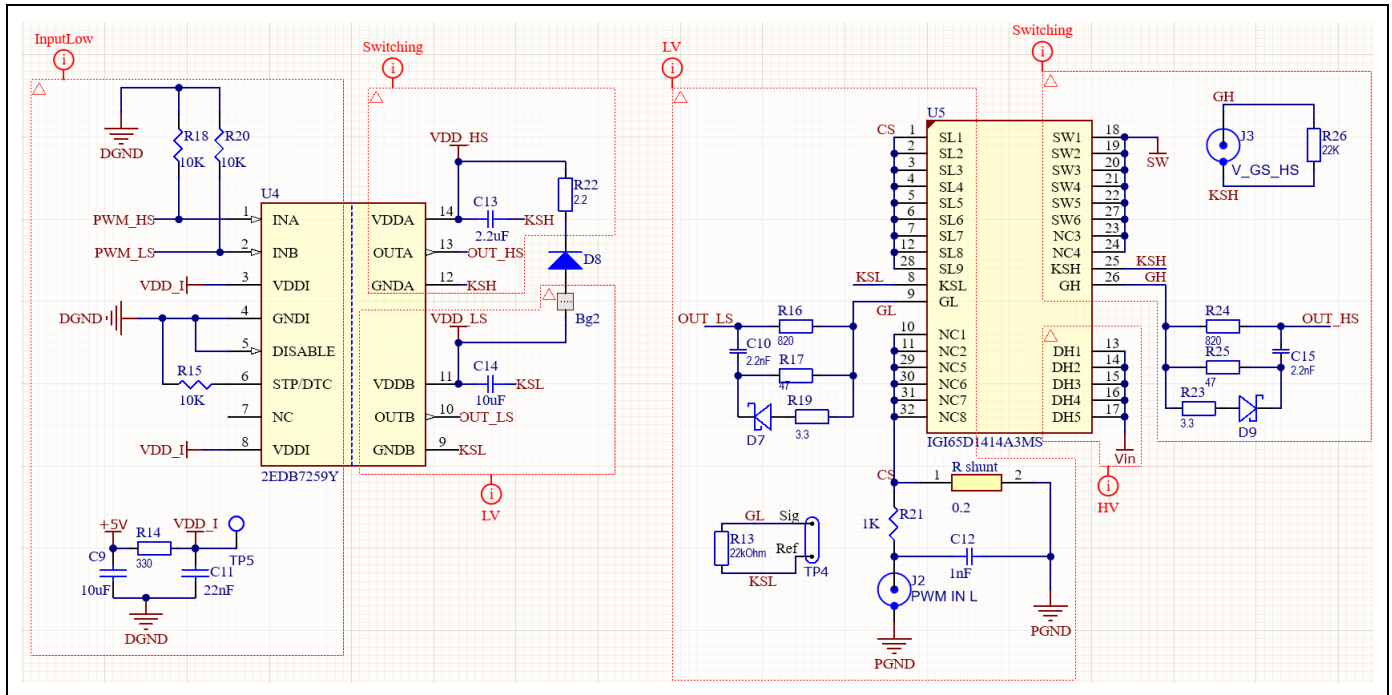 InputLow
i
Switching
i
DGND
R18
10K
R20
10K
U4
PWM_HS
1
INA
PWM_LS
2
INB
VDD_I
3
VDDI
DGND
4
GNDI
5
DISABLE
R15
10K
6
STP/DTC
7
NC
VDD_I
8
VDDI
2EDB7259Y
VDDA
14
OUTA
13
OUT_HS
GNDA
12
KSH
VDD_HS
C13
2.2uF
KSH
R22
2.2
D8
Bg2
VDD_LS
VDDB
11
C14
10uF
KSL
OUTB
10
OUT_LS
GNDB
9
KSL
i
LV
+5V
R14
330
VDD_I
TP5
C9
10uF
C11
22nF
DGND
LV
i
Switching
i
U5
CS
1
SL1
2
SL2
3
SL3
4
SL4
5
SL5
6
SL6
7
SL7
12
SL8
28
SL9
KSL
8
KSL
9
GL
GL
10
NC1
11
NC2
29
NC5
30
NC6
31
NC7
32
NC8
SW1
18
SW2
19
SW3
20
SW4
21
SW5
22
SW6
27
NC3
23
NC4
24
KSH
25
KSH
GH
26
GH
SW
DH1
13
DH2
14
DH3
15
DH4
16
DH5
17
IGI65D1414A3MS
Vin
i
HV
GH
J3
V_GS_HS
KSH
R26
22K
OUT_LS
R16
820
C10
2.2nF
R17
47
R19
3.3
D7
R24
820
OUT_HS
R25
47
C15
2.2nF
R23
3.3
D9
CS
1
R shunt
2
0.2
R21
1K
C12
1nF
J2
PWM IN L
PGND
PGND
GL
Sig
R13
22kOhm
Ref
KSL
TP4